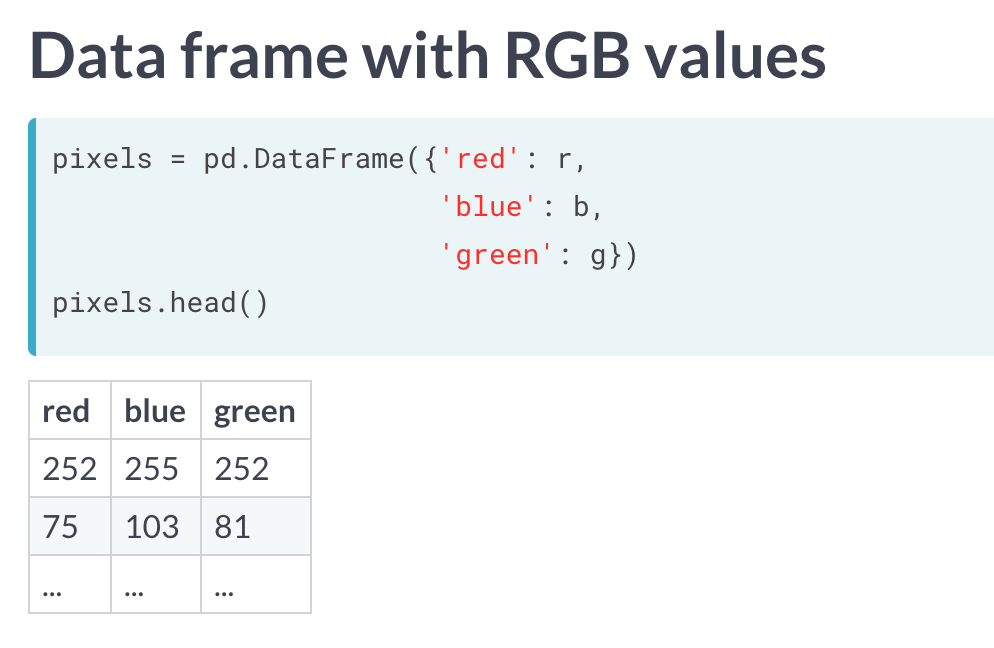 Data frame with RGB values
pixels = pd.DataFrame({'red': r,
'blue': b,
'green': g})
pixels.head()
red blue green
252 255 252
75 103 81
... ... ...